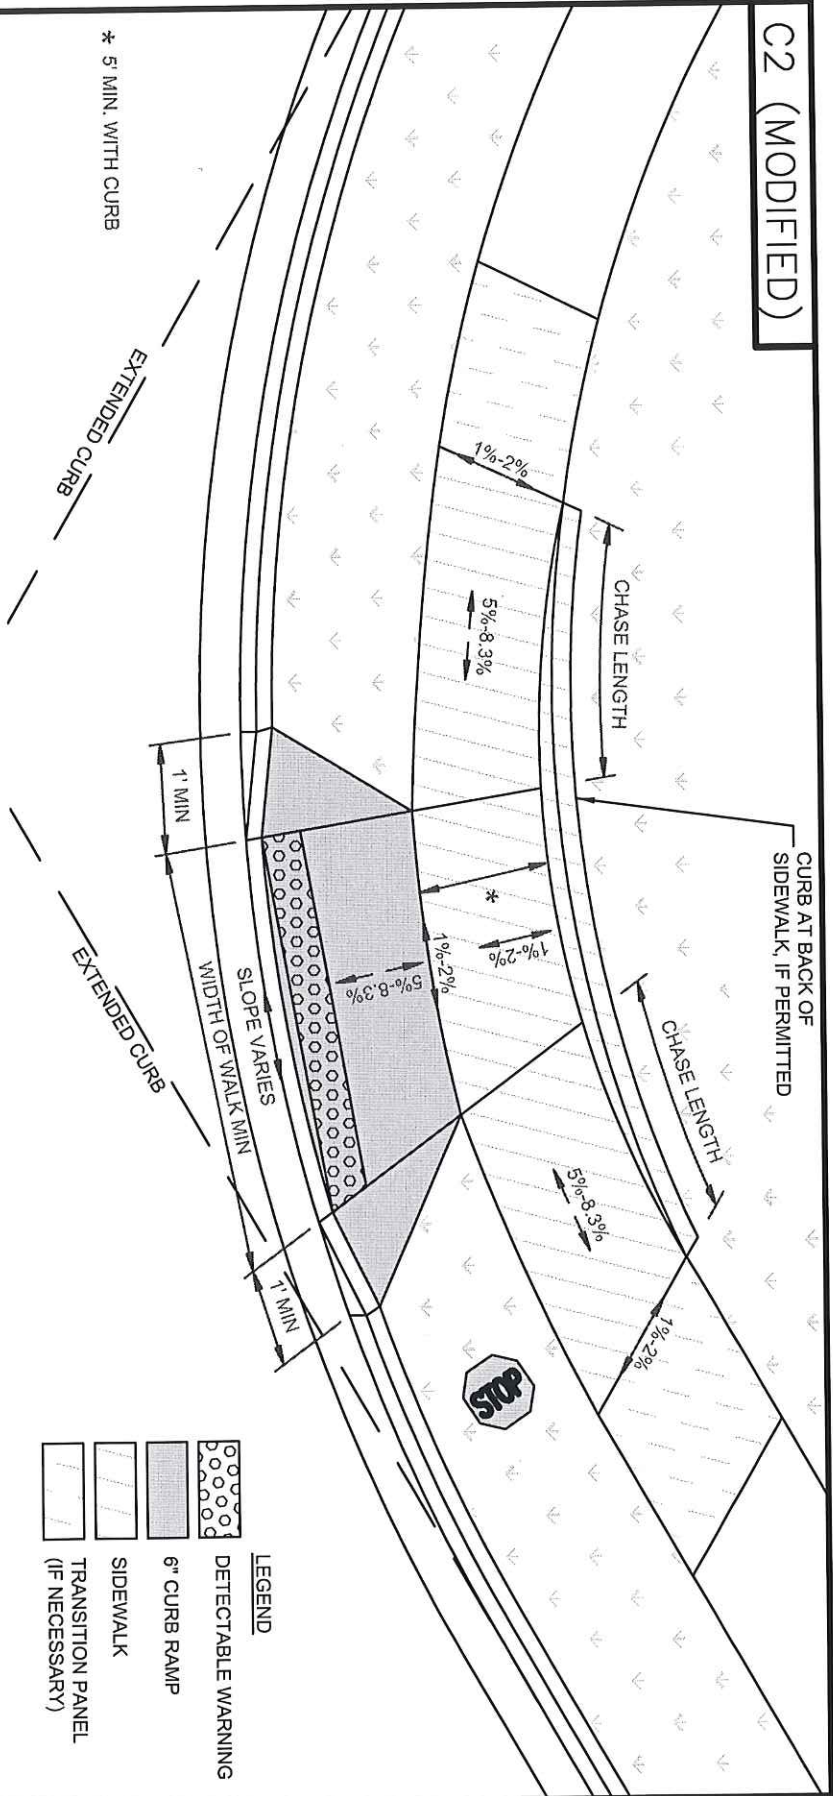 C2 (MODIFIED)
CURB AT BACK OF
SIDEWALK, IF PERMITTED
CHASE LENGTH
CHASE LENGTH
1%-2%
5%-8.3%
*
1%-2%
5%-8.3%
1%-2%
1%-2%
5%-8.3%
STOP
SLOPE VARIES
1' MIN
WIDTH OF WALK MIN
1' MIN
EXTENDED CURB
EXTENDED CURB
* 5' MIN. WITH CURB
LEGEND
DETECTABLE WARNING
6" CURB RAMP
SIDEWALK
TRANSITION PANEL
(IF NECESSARY)